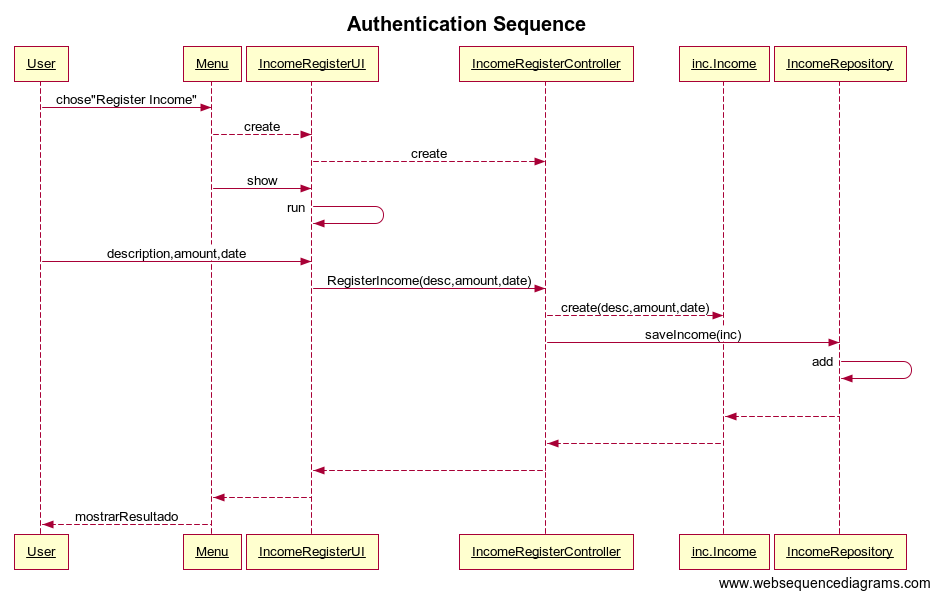 Authentication Sequence
User
Menu
IncomeRegisterUI
IncomeRegisterController
inc.Income
IncomeRepository
chose"Register Income"
create
create
show
run
description,amount,date
RegisterIncome(desc,amount,date)
create(desc,amount,date)
saveIncome(inc)
add
mostrarResultado
User
Menu
IncomeRegisterUI
IncomeRegisterController
inc.Income
IncomeRepository
www.websequencediagrams.com